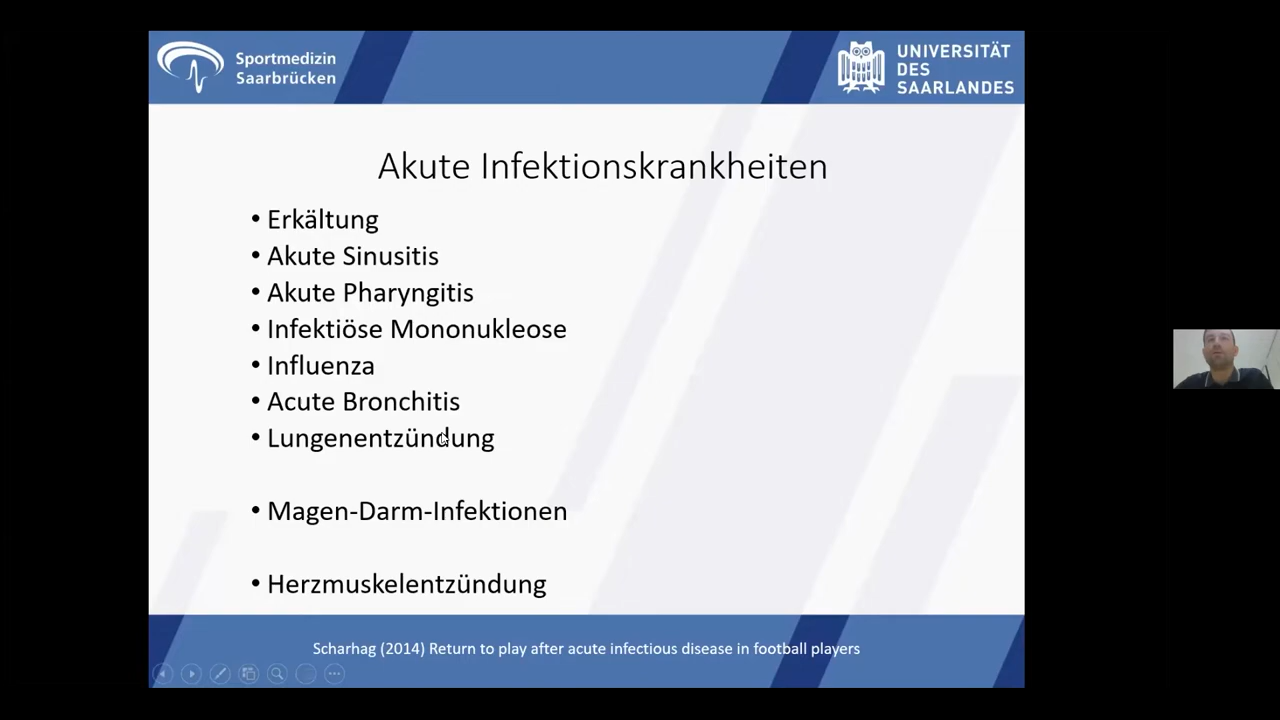 Sportmedizin
Saarbrücken
UNIVERSITÄT
DES
SAARLANDES
Akute Infektionskrankheiten
• Erkältung
• Akute Sinusitis
• Akute Pharyngitis
• Infektiöse Mononukleose
• Influenza
• Acute Bronchitis
• Lungenentzündung
• Magen-Darm-Infektionen
• Herzmuskelentzündung
Scharhag (2014) Return to play after acute infectious disease in football players